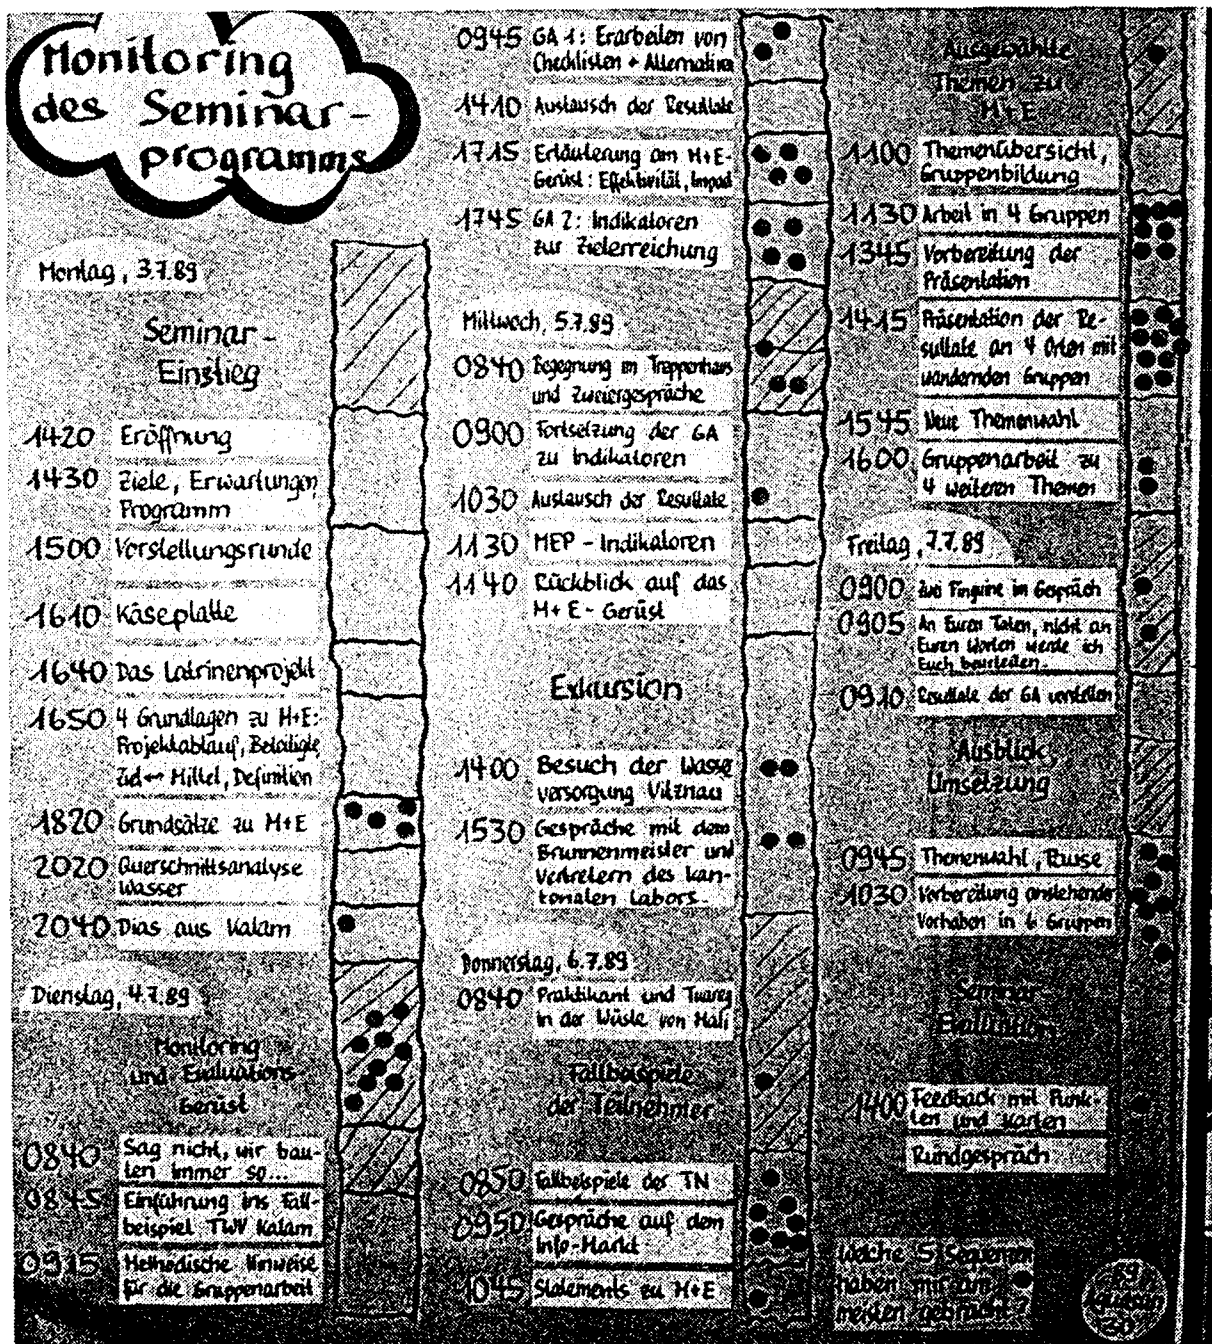 Monitoring
des Seminar-
programms
Montag, 3.7.89
Seminar-
Einstieg
1420 Eröffnung
1430 Ziele, Erwartungen,
Programm
1500 Vorstellungsrunde
1610 Käseplatte
1640 Das Latrinenprojekt
1650 4 Grundlagen zu M+E:
Projektablauf, Beteiligte,
Ziel ↔ Mittel, Definition
1820 Grundsätze zu M+E
2020 Querschnittsanalyse
Wasser
2040 Dias aus Kalam
Dienstag, 4.7.89
Monitoring
und Evaluations-
Gerüst
0840 Sag nicht, wir bau-
ten immer so...
0845 Einführung ins Fall-
beispiel TWV Kalam
0915 Methodische Hinweise
für die Gruppenarbeit
0945 GA 1: Erarbeiten von
Checklisten + Alternativen
1410 Austausch der Resultate
1715 Erläuterung am M+E-
Gerüst: Effektivität, Impact
1745 GA 2: Indikatoren
zur Zielerreichung
Mittwoch, 5.7.89
0840 Begegnung im Treppenhaus
und Zweiergespräche
0900 Fortsetzung der GA
zu Indikatoren
1030 Austausch der Resultate
1130 MEP - Indikatoren
1140 Rückblick auf das
M+E-Gerüst
Exkursion
1400 Besuch der Wasser
versorgung Vitznau
1530 Gespräche mit dem
Brunnenmeister und
Vertretern des kan-
tonalen Labors.
Donnerstag, 6.7.89
0840 Praktikant und Tuareg
in der Wüste von Mali
Fallbeispiele
der Teilnehmer
0850 Fallbeispiele der TN
0950 Gespräche auf dem
Info-Markt
1045 Statements zu M+E
Ausgewählte
Themen zu
M+E
1100 Themenübersicht,
Gruppenbildung
1130 Arbeit in 4 Gruppen
1345 Vorbereitung der
Präsentation
1415 Präsentation der Re-
sultate an 4 Orten mit
wandernden Gruppen
1545 Neue Themenwahl
1600 Gruppenarbeit zu
4 weiteren Themen
Freitag, 7.7.89
0900 Zwei Pinguine im Gespräch
0905 An Euren Taten, nicht an
Euren Worten werde ich
Euch beurteilen.
0910 Resultate der GA vorstellen
Ausblick,
Umsetzung
0945 Themenwahl, Pause
1030 Vorbereitung anstehender
Vorhaben in 6 Gruppen
Seminar-
Evaluation
1400 Feedback mit Punk-
ten und Karten
Rundgespräch
Welche 5 Sequenzen
haben mir am
meisten gebracht?